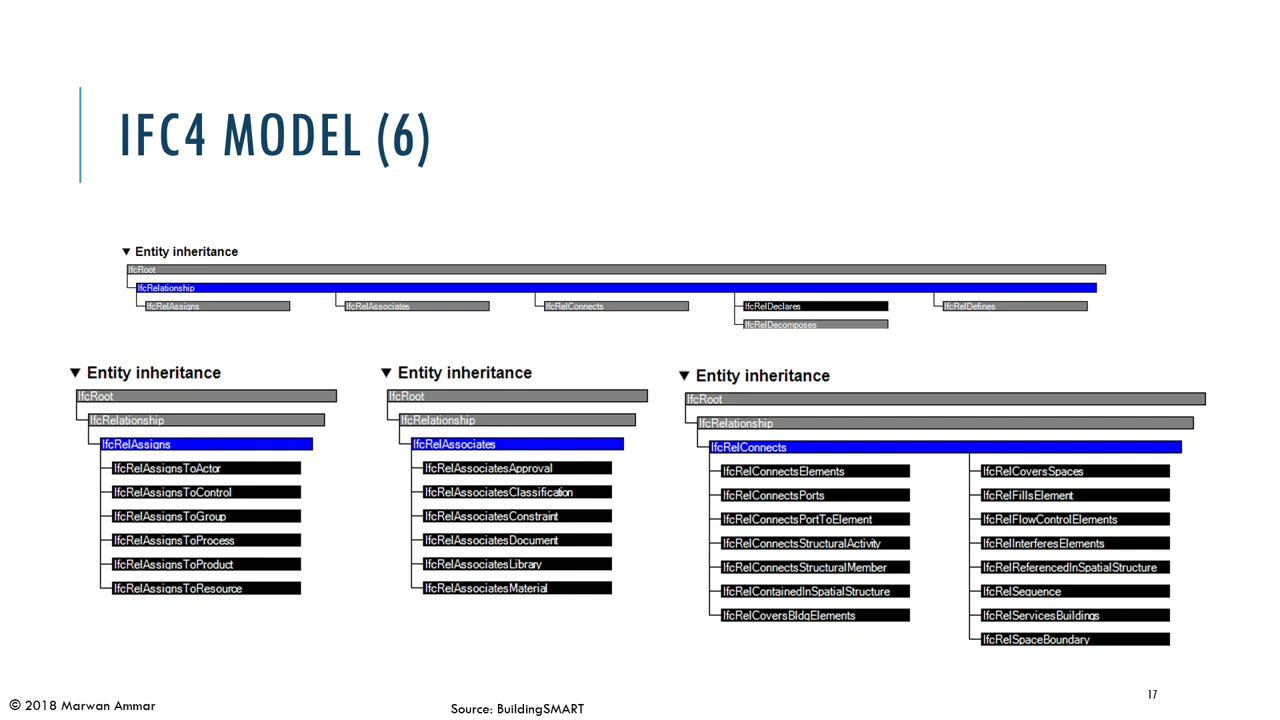 IFC4 MODEL (6)
▼ Entity inheritance
IfcRoot
IfcRelationship
IfcRelAssigns
IfcRelAssociates
IfcRelConnects
IfcRelDeclares
IfcRelDefines
IfcRelDecomposes
▼ Entity inheritance
IfcRoot
IfcRelationship
IfcRelAssigns
IfcRelAssignsToActor
IfcRelAssignsToControl
IfcRelAssignsToGroup
IfcRelAssignsToProcess
IfcRelAssignsToProduct
IfcRelAssignsToResource
▼ Entity inheritance
IfcRoot
IfcRelationship
IfcRelAssociates
IfcRelAssociatesApproval
IfcRelAssociatesClassification
IfcRelAssociatesConstraint
IfcRelAssociatesDocument
IfcRelAssociatesLibrary
IfcRelAssociatesMaterial
▼ Entity inheritance
IfcRoot
IfcRelationship
IfcRelConnects
IfcRelConnectsElements
IfcRelConnectsPorts
IfcRelConnectsPortToElement
IfcRelConnectsStructuralActivity
IfcRelConnectsStructuralMember
IfcRelContainedInSpatialStructure
IfcRelCoversBldgElements
IfcRelCoversSpaces
IfcRelFillsElement
IfcRelFlowControlElements
IfcRelInterferesElements
IfcRelReferencedInSpatialStructure
IfcRelSequence
IfcRelServicesBuildings
IfcRelSpaceBoundary
© 2018 Marwan Ammar
Source: BuildingSMART
17